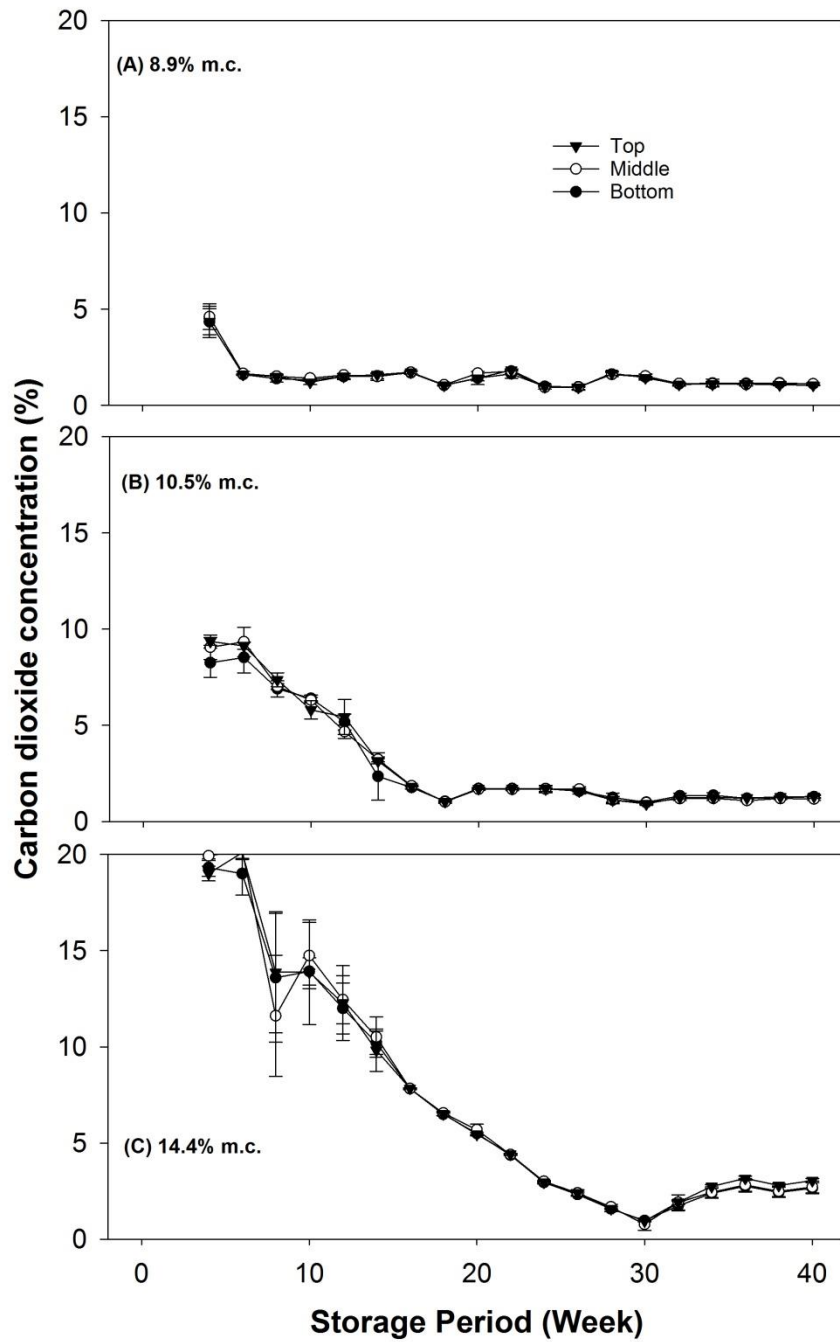 20
(A) 8.9% m.c.
15
Top
Middle
Bottom
10
5
0
Carbon dioxide concentration (%)
20
(B) 10.5% m.c.
15
10
5
0
20
15
10
5
(C) 14.4% m.c.
0
0 10 20 30 40
Storage Period (Week)